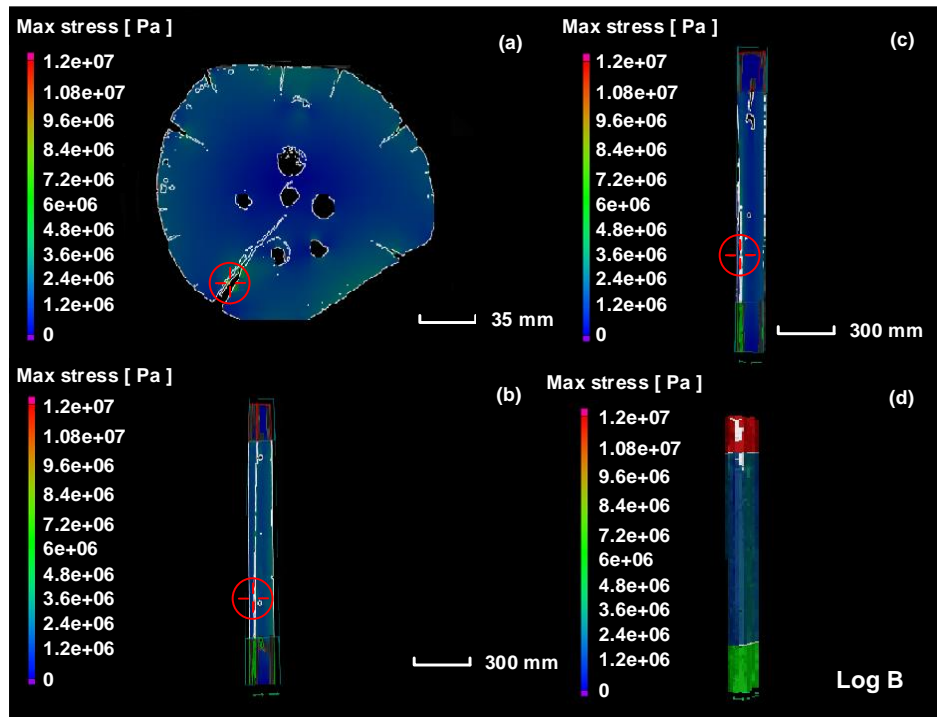 Max stress [ Pa ]
(a)
1.2e+07
1.08e+07
9.6e+06
8.4e+06
7.2e+06
6e+06
4.8e+06
3.6e+06
2.4e+06
1.2e+06
0
35 mm
Max stress [ Pa ]
(c)
1.2e+07
1.08e+07
9.6e+06
8.4e+06
7.2e+06
6e+06
4.8e+06
3.6e+06
2.4e+06
1.2e+06
0
300 mm
Max stress [ Pa ]
(b)
1.2e+07
1.08e+07
9.6e+06
8.4e+06
7.2e+06
6e+06
4.8e+06
3.6e+06
2.4e+06
1.2e+06
0
300 mm
Max stress [ Pa ]
(d)
1.2e+07
1.08e+07
9.6e+06
8.4e+06
7.2e+06
6e+06
4.8e+06
3.6e+06
2.4e+06
1.2e+06
0
Log B